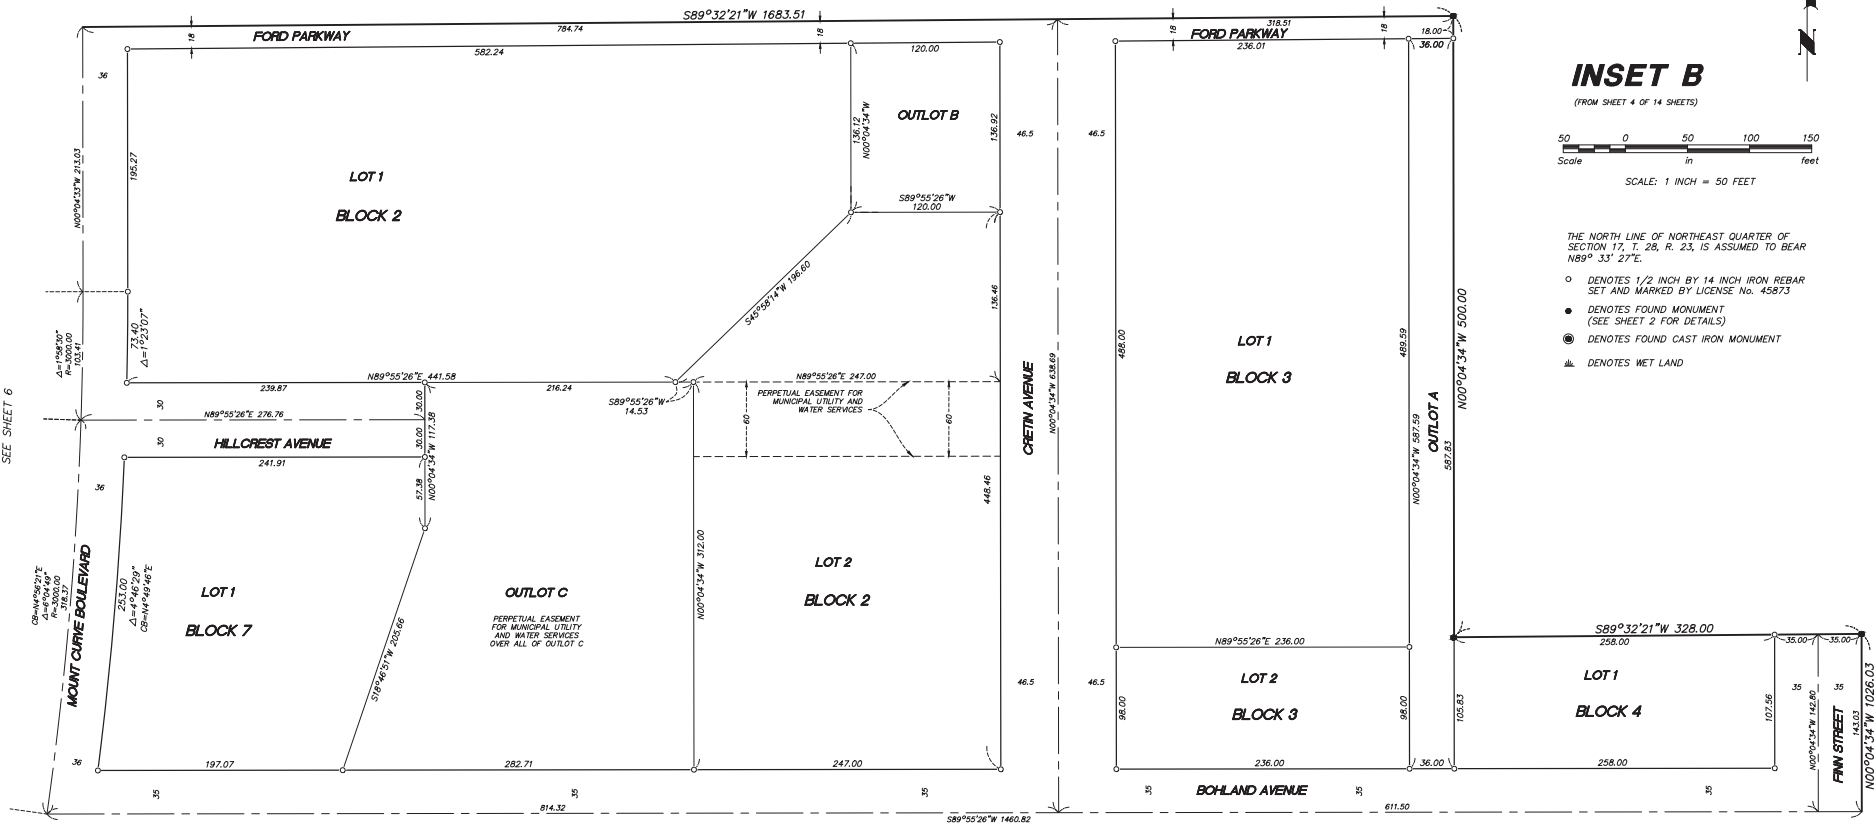 S89°32'21"W 1683.51
784.74
FORD PARKWAY
18
18
582.24
120.00
36
N00°04'33"W 213.03
195.27
LOT 1
BLOCK 2
136.12
N00°04'34"W
OUTLOT B
136.92
S89°55'26"W
120.00
S45°58'14"W 196.60
136.46
Δ=1°58'30"
R=3000.00
103.41
73.40
Δ=1°23'07"
N89°55'26"E 441.58
239.87
216.24
S89°55'26"W
14.53
N89°55'26"E 247.00
PERPETUAL EASEMENT FOR
MUNICIPAL UTILITY AND
WATER SERVICES
60
60
30
N89°55'26"E 276.76
30
HILLCREST AVENUE
241.91
30.00
30.00
N00°04'34"W 117.38
57.38
SEE SHEET 6
36
MOUNT CURVE BOULEVARD
CB=N4°56'21"E
Δ=6°04'49"
R=3000.00
318.37
253.00
Δ=4°46'29"
CB=N4°49'46"E
LOT 1
BLOCK 7
S18°46'51"W 205.66
OUTLOT C
PERPETUAL EASEMENT
FOR MUNICIPAL UTILITY
AND WATER SERVICES
OVER ALL OF OUTLOT C
N00°04'34"W 312.00
LOT 2
BLOCK 2
448.46
36
197.07
282.71
247.00
35
35
35
814.32
S89°55'26"W 1460.82
46.5
46.5
CRETIN AVENUE
N00°04'34"W 638.69
46.5
46.5
318.51
FORD PARKWAY
18
18
236.01
18.00
36.00
488.00
LOT 1
BLOCK 3
489.59
N00°04'34"W 587.59
OUTLOT A
587.83
N00°04'34"W 500.00
N89°55'26"E 236.00
LOT 2
BLOCK 3
98.00
98.00
105.83
236.00
36.00
258.00
35
BOHLAND AVENUE
35
35
611.50
S89°32'21"W 328.00
258.00
35.00
35.00
LOT 1
BLOCK 4
107.56
35
35
N00°04'34"W 142.80
FINN STREET
143.03
N00°04'34"W 1026.03
N
INSET B
(FROM SHEET 4 OF 14 SHEETS)
50 0 50 100 150
Scale in feet
SCALE: 1 INCH = 50 FEET
THE NORTH LINE OF NORTHEAST QUARTER OF
SECTION 17, T. 28, R. 23, IS ASSUMED TO BEAR
N89° 33' 27"E.
DENOTES 1/2 INCH BY 14 INCH IRON REBAR
SET AND MARKED BY LICENSE No. 45873
DENOTES FOUND MONUMENT
(SEE SHEET 2 FOR DETAILS)
DENOTES FOUND CAST IRON MONUMENT
DENOTES WET LAND